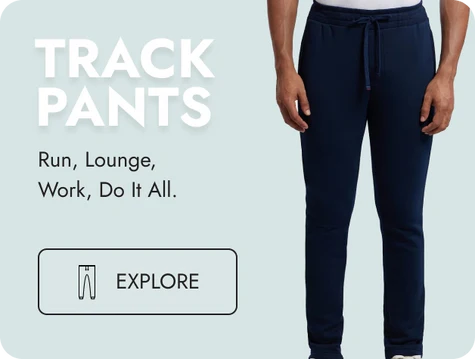 TRACK
PANTS
Run, Lounge,
Work, Do It All.
EXPLORE